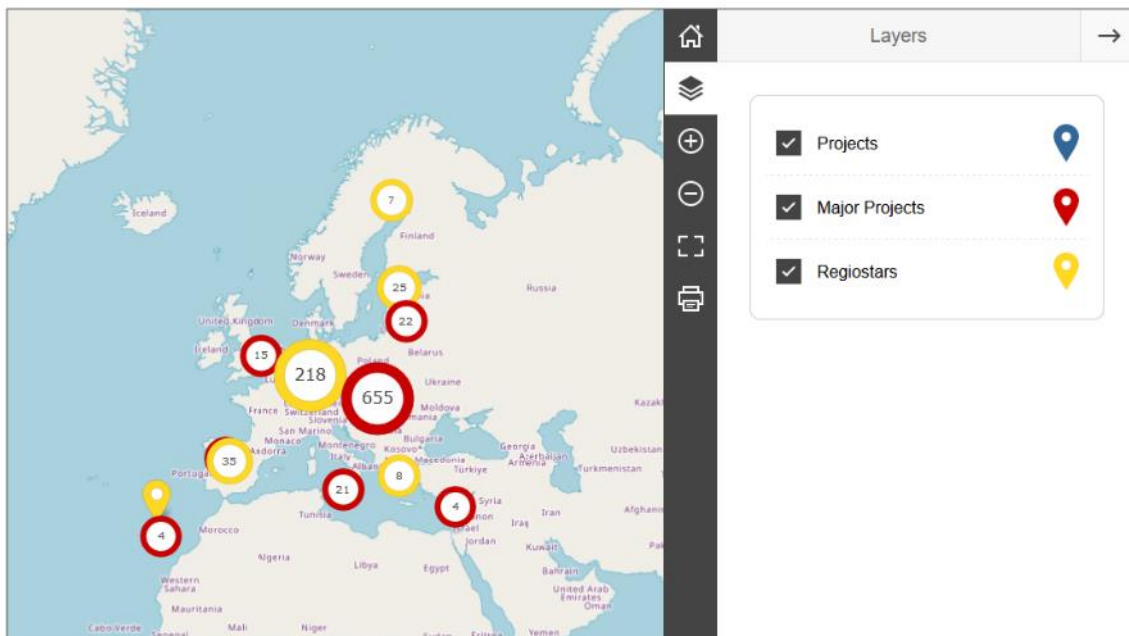 Layers
Projects
Major Projects
Regiostars
Iceland
7
Finland
Norway
Sweden
25
Russia
22
United Kingdom
Denmark
Ireland
15
Belarus
Poland
218
655
Ukraine
France
Switzerland
Moldova
Slovenia
San Marino
Bulgaria
Monaco
Montenegro
Kosovo*
Georgia
Azerbaijan
Andorra
Italy
Macedonia
Armenia
Türkiye
Portugal
35
8
Turkmenistan
21
4
Syria
Tunisia
Iran
4
Morocco
Iraq
Israel
Jordan
Algeria
Libya
Egypt
Kuwait
Bahrain
Western
Sahara
United Arab
Emirates
Oman
Mauritania
Cabo Verde
Mali
Niger
Yemen